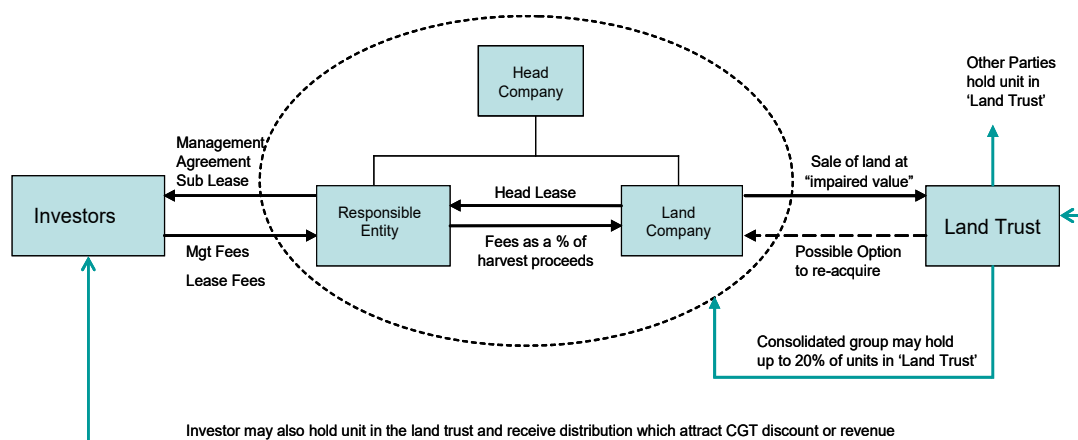 Head
Company
Other Parties
hold unit in
‘Land Trust’
Management
Agreement
Sub Lease
Sale of land at
“impaired value”
Investors
Responsible
Entity
Head Lease
Fees as a % of
harvest proceeds
Land
Company
Land Trust
Mgt Fees
Lease Fees
Possible Option
to re-acquire
Consolidated group may hold
up to 20% of units in ‘Land Trust’
Investor may also hold unit in the land trust and receive distribution which attract CGT discount or revenue